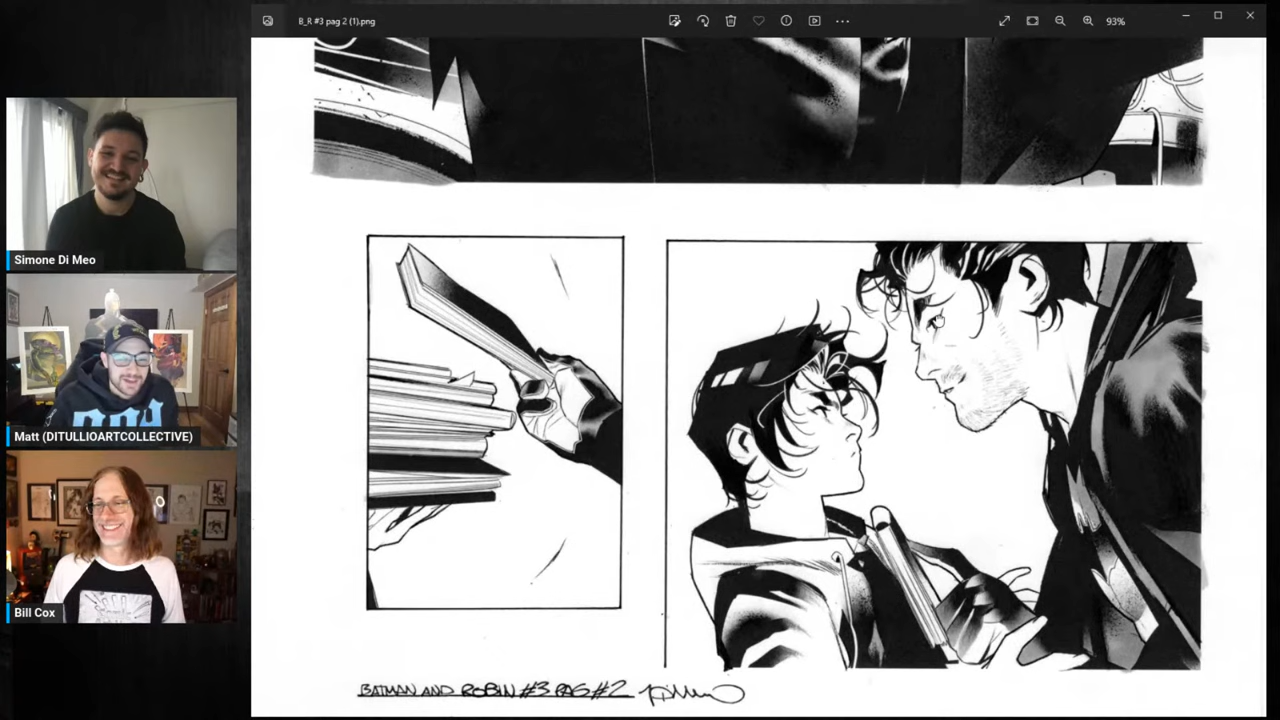 B_R #3 pag 2 (1).png
93%
Simone Di Meo
Matt (DITULLIOARTCOLLECTIVE)
Bill Cox
BATMAN AND ROBIN #3 PAG #2